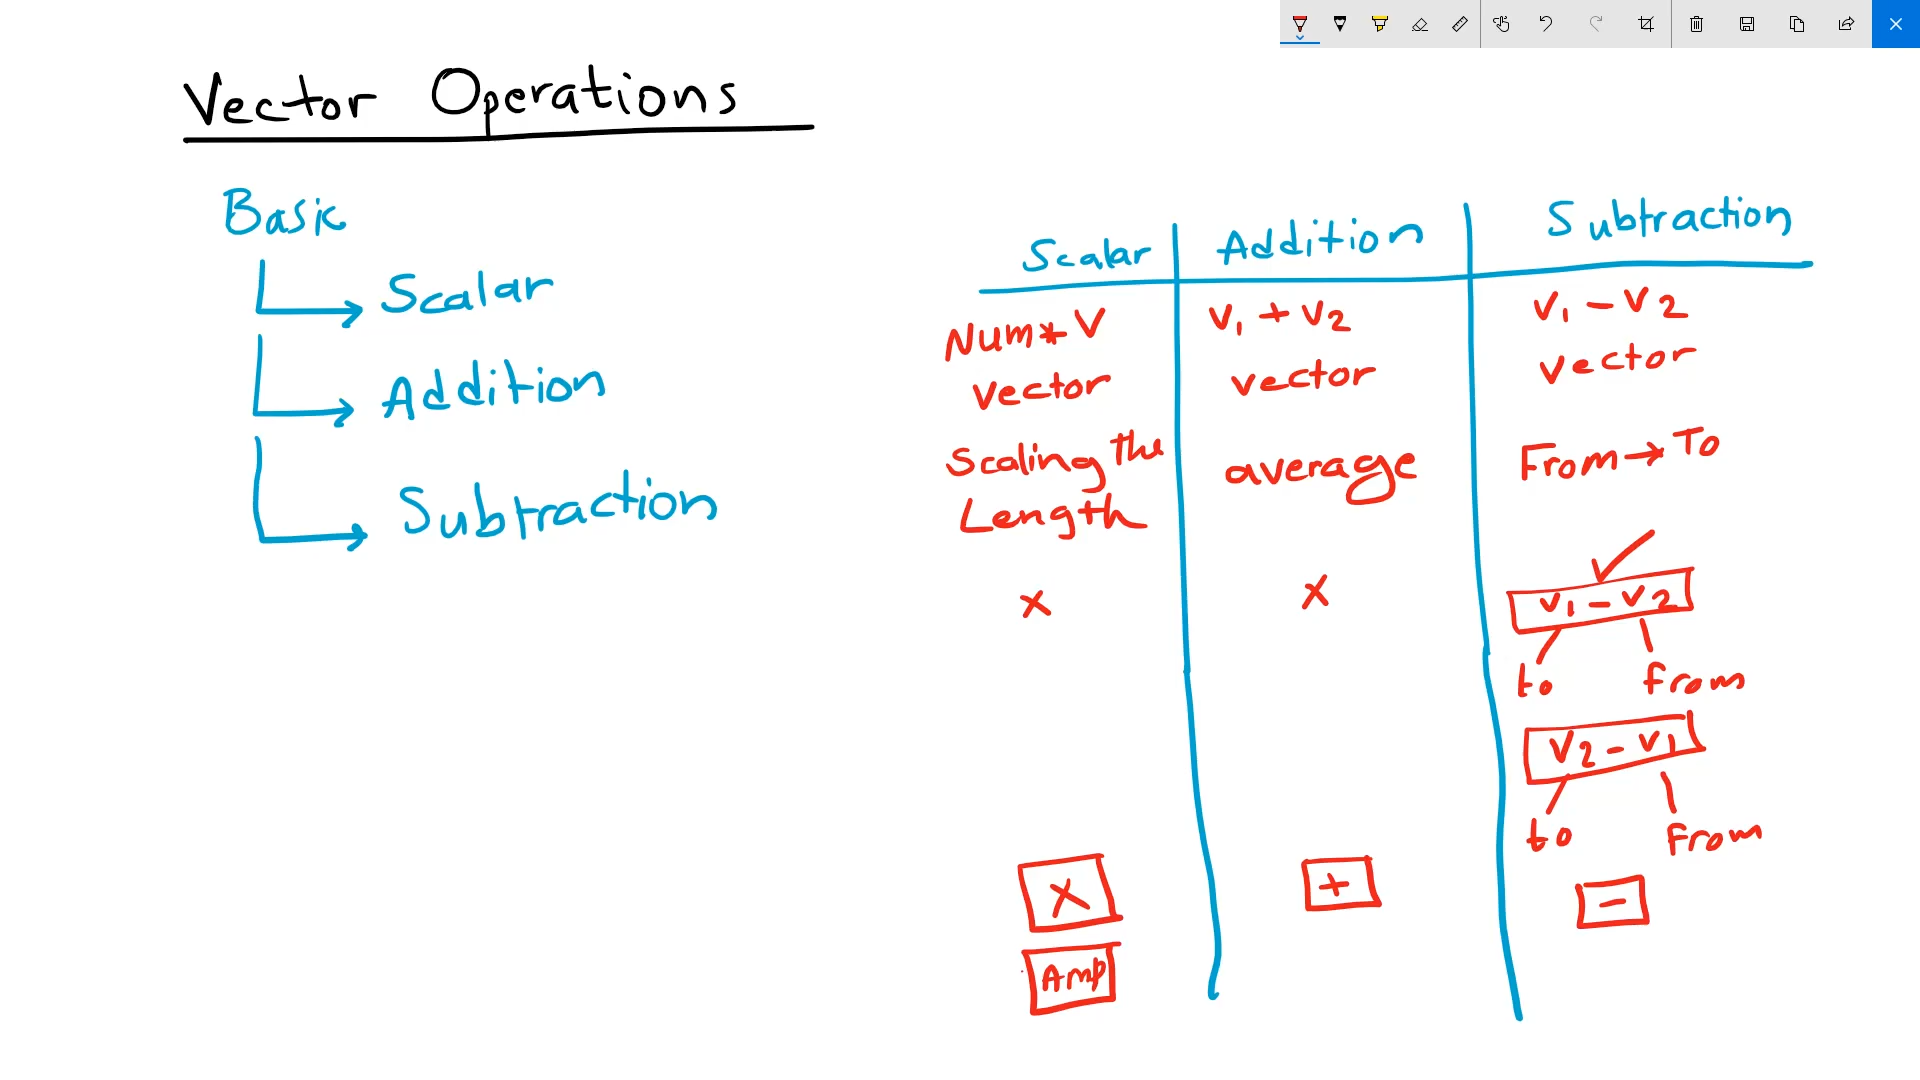 Vector Operations
Basic
Scalar
Addition
Subtraction
Scalar Addition Subtraction
Num * V V1 + V2 V1 - V2
Vector vector vector
Scaling the average From → To
Length
x x V1 - V2
to from
V2 - V1
to From
X + -
Amp